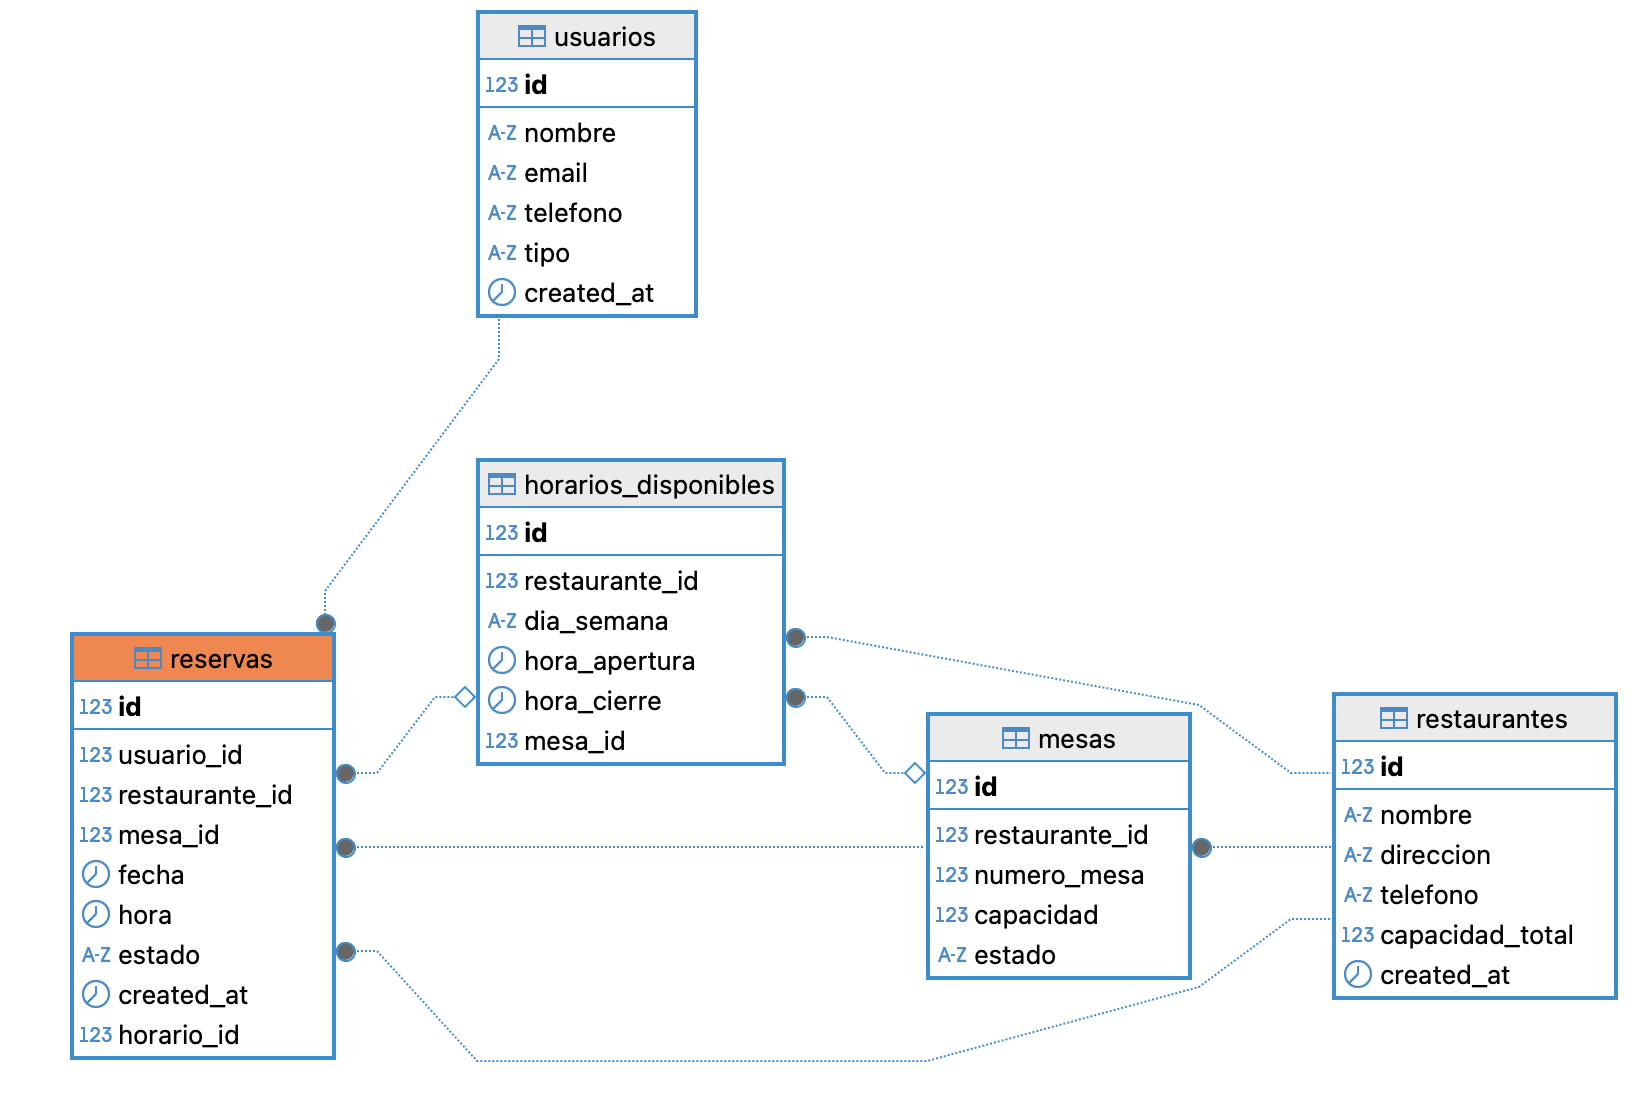 usuarios
123 id
A-Z nombre
A-Z email
A-Z telefono
A-Z tipo
created_at
horarios_disponibles
123 id
123 restaurante_id
A-Z dia_semana
hora_apertura
hora_cierre
123 mesa_id
reservas
123 id
123 usuario_id
123 restaurante_id
123 mesa_id
fecha
hora
A-Z estado
created_at
123 horario_id
mesas
123 id
123 restaurante_id
123 numero_mesa
123 capacidad
A-Z estado
restaurantes
123 id
A-Z nombre
A-Z direccion
A-Z telefono
123 capacidad_total
created_at